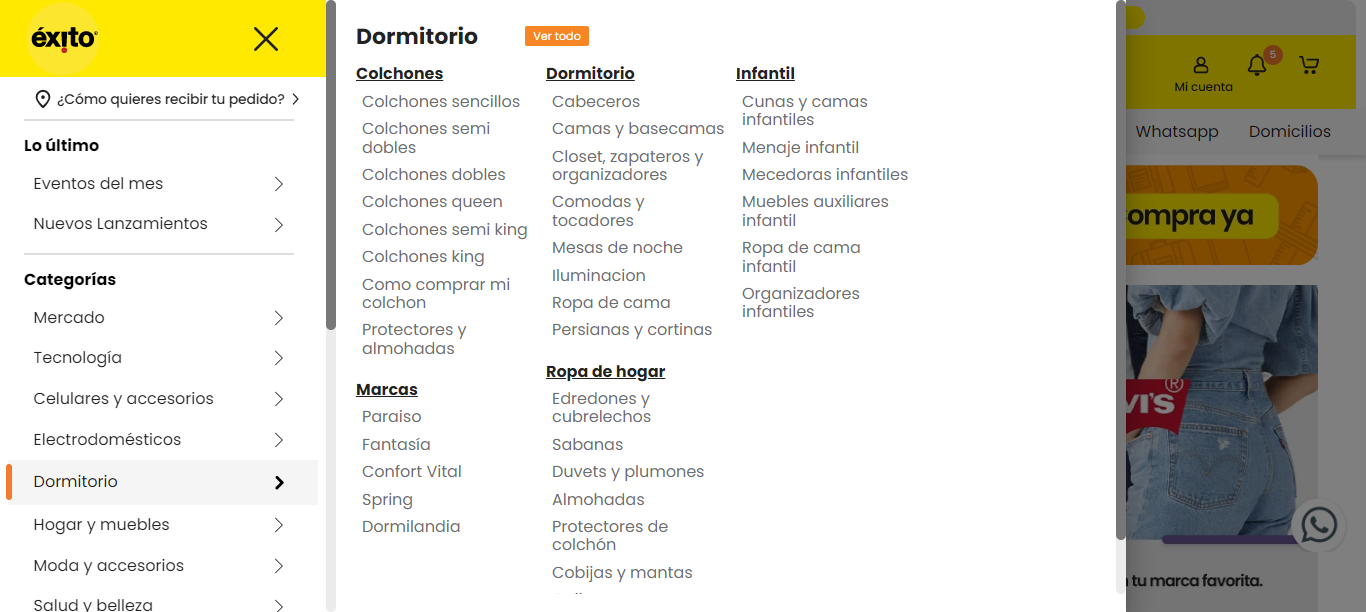 éxito
¿Cómo quieres recibir tu pedido?
Lo último
Eventos del mes
Nuevos Lanzamientos
Categorías
Mercado
Tecnología
Celulares y accesorios
Electrodomésticos
Dormitorio
Hogar y muebles
Moda y accesorios
Salud y belleza
Dormitorio
Ver todo
Colchones
Colchones sencillos
Colchones semi
dobles
Colchones dobles
Colchones queen
Colchones semi king
Colchones king
Como comprar mi
colchon
Protectores y
almohadas
Marcas
Paraiso
Fantasía
Confort Vital
Spring
Dormilandia
Dormitorio
Cabeceros
Camas y basecamas
Closet, zapateros y
organizadores
Comodas y
tocadores
Mesas de noche
Iluminacion
Ropa de cama
Persianas y cortinas
Ropa de hogar
Edredones y
cubrelechos
Sabanas
Duvets y plumones
Almohadas
Protectores de
colchón
Cobijas y mantas
Infantil
Cunas y camas
infantiles
Menaje infantil
Mecedoras infantiles
Muebles auxiliares
infantil
Ropa de cama
infantil
Organizadores
infantiles
5
Mi cuenta
Whatsapp
Domicilios
ompra ya
VI'S
®
tu marca favorita.